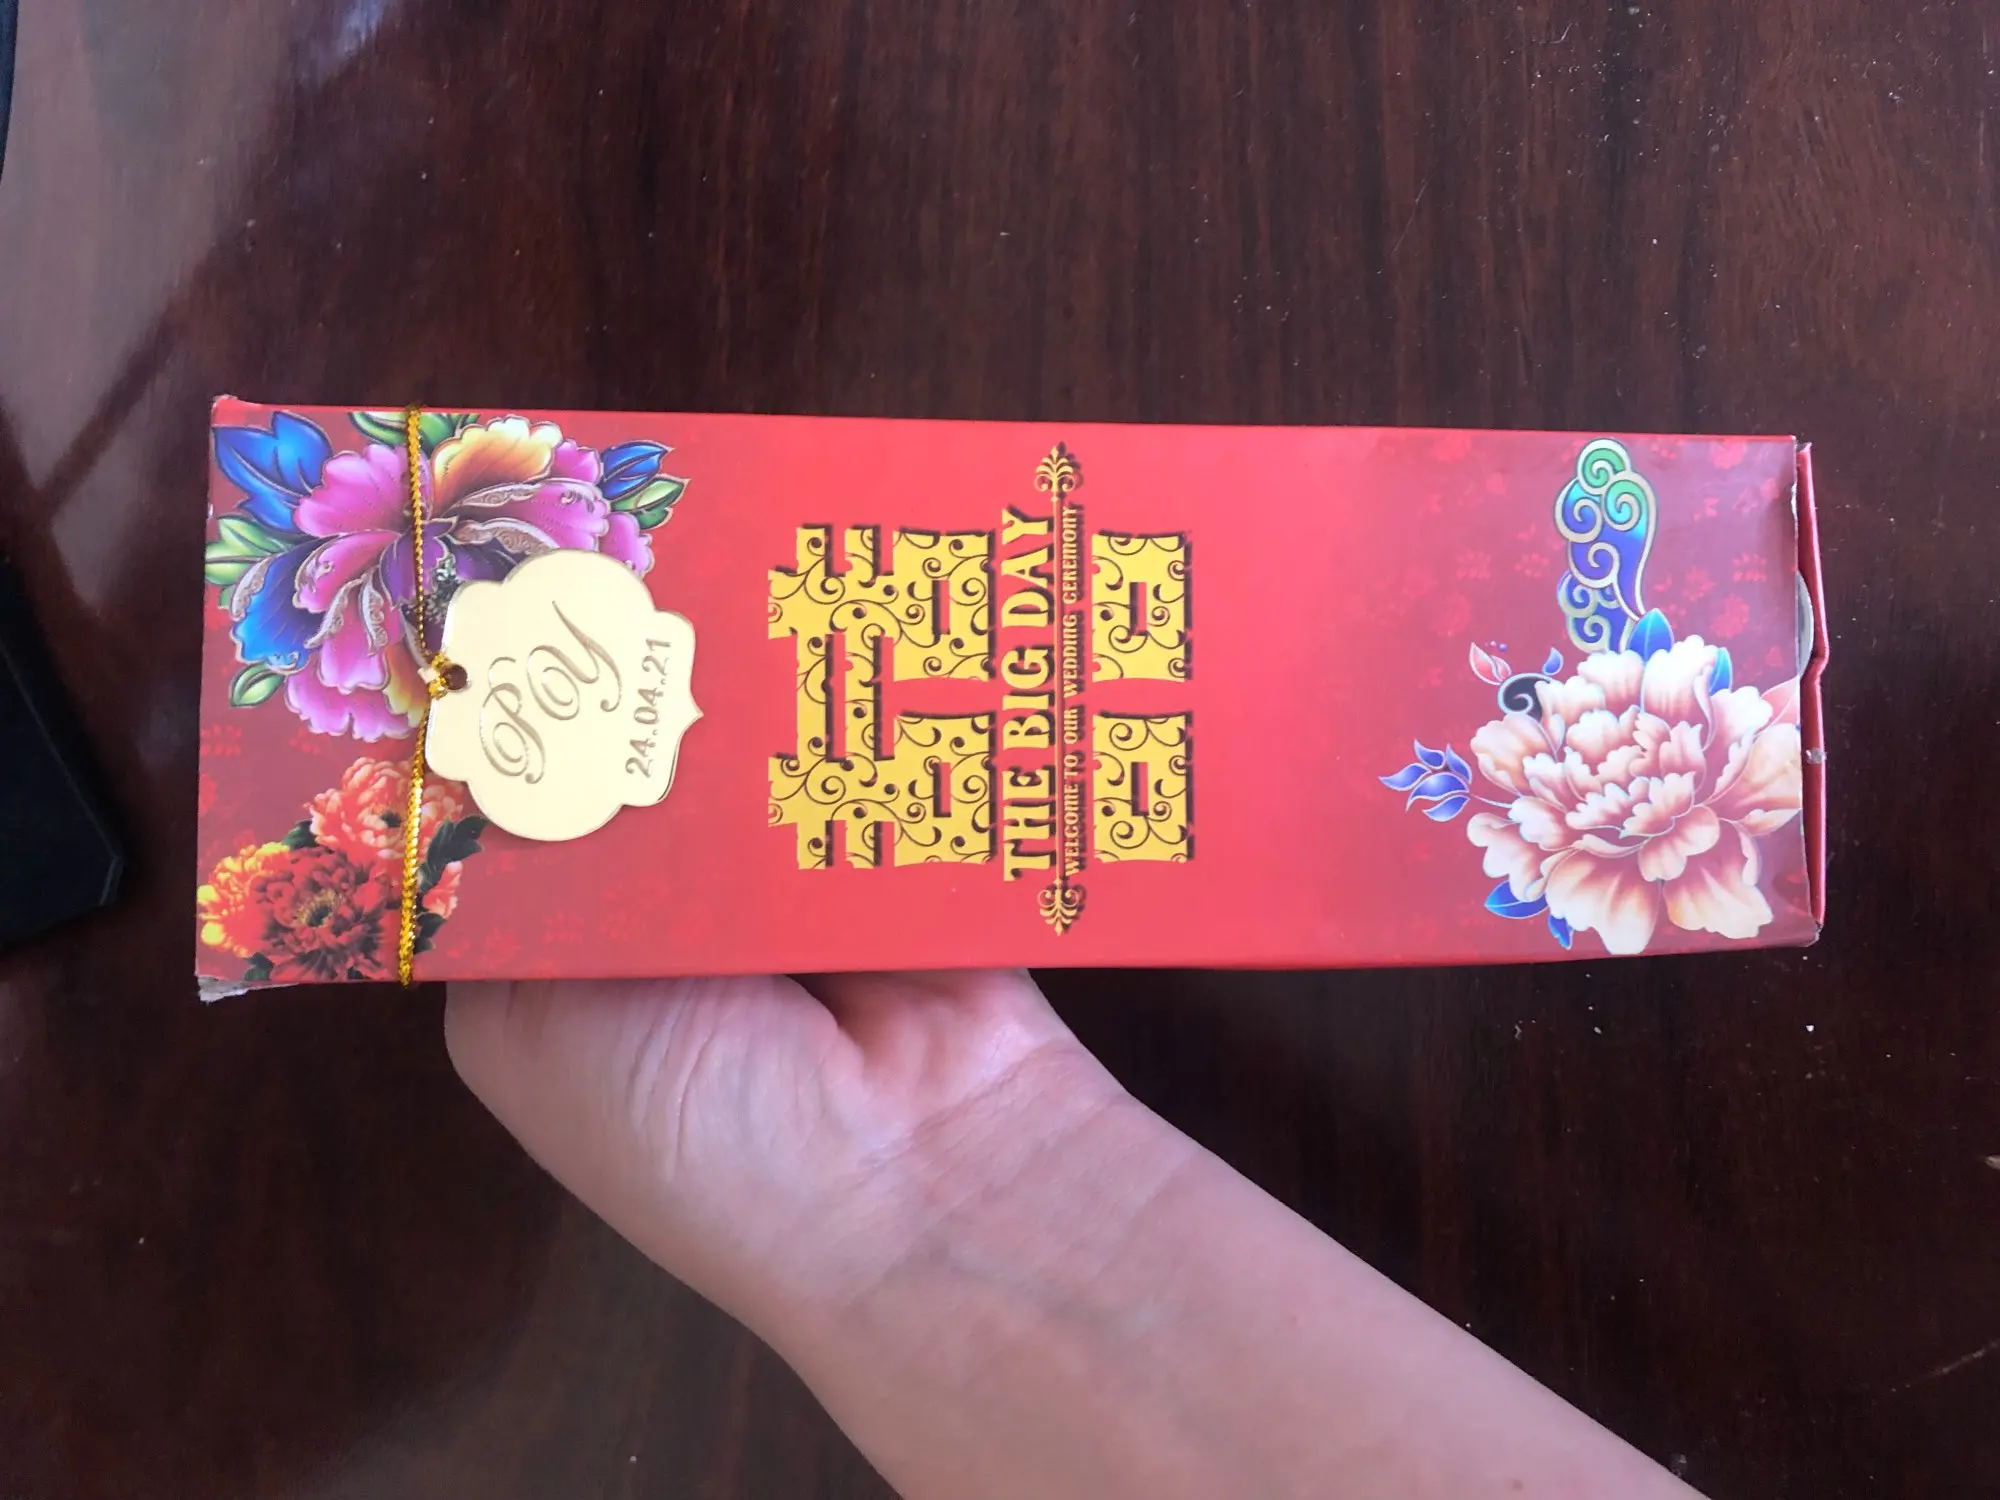 PY
24.04.21
囍
THE BIG DAY
WELCOME TO OUR WEDDING CEREMONY